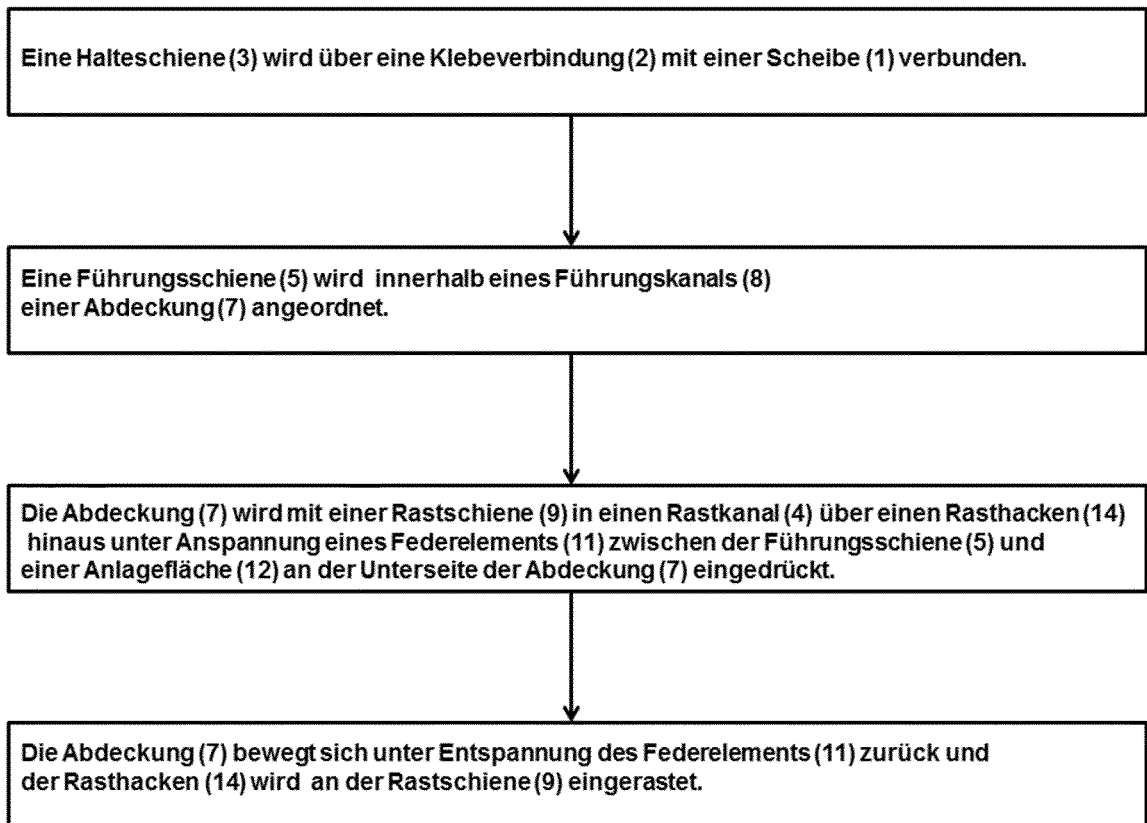 Eine Halteschiene (3) wird über eine Klebeverbindung (2) mit einer Scheibe (1) verbunden.
Eine Führungsschiene (5) wird innerhalb eines Führungskanals (8)
einer Abdeckung (7) angeordnet.
Die Abdeckung (7) wird mit einer Rastschiene (9) in einen Rastkanal (4) über einen Rasthacken (14)
hinaus unter Anspannung eines Federelements (11) zwischen der Führungsschiene (5) und
einer Anlagefläche (12) an der Unterseite der Abdeckung (7) eingedrückt.
Die Abdeckung (7) bewegt sich unter Entspannung des Federelements (11) zurück und
der Rasthacken (14) wird an der Rastschiene (9) eingerastet.